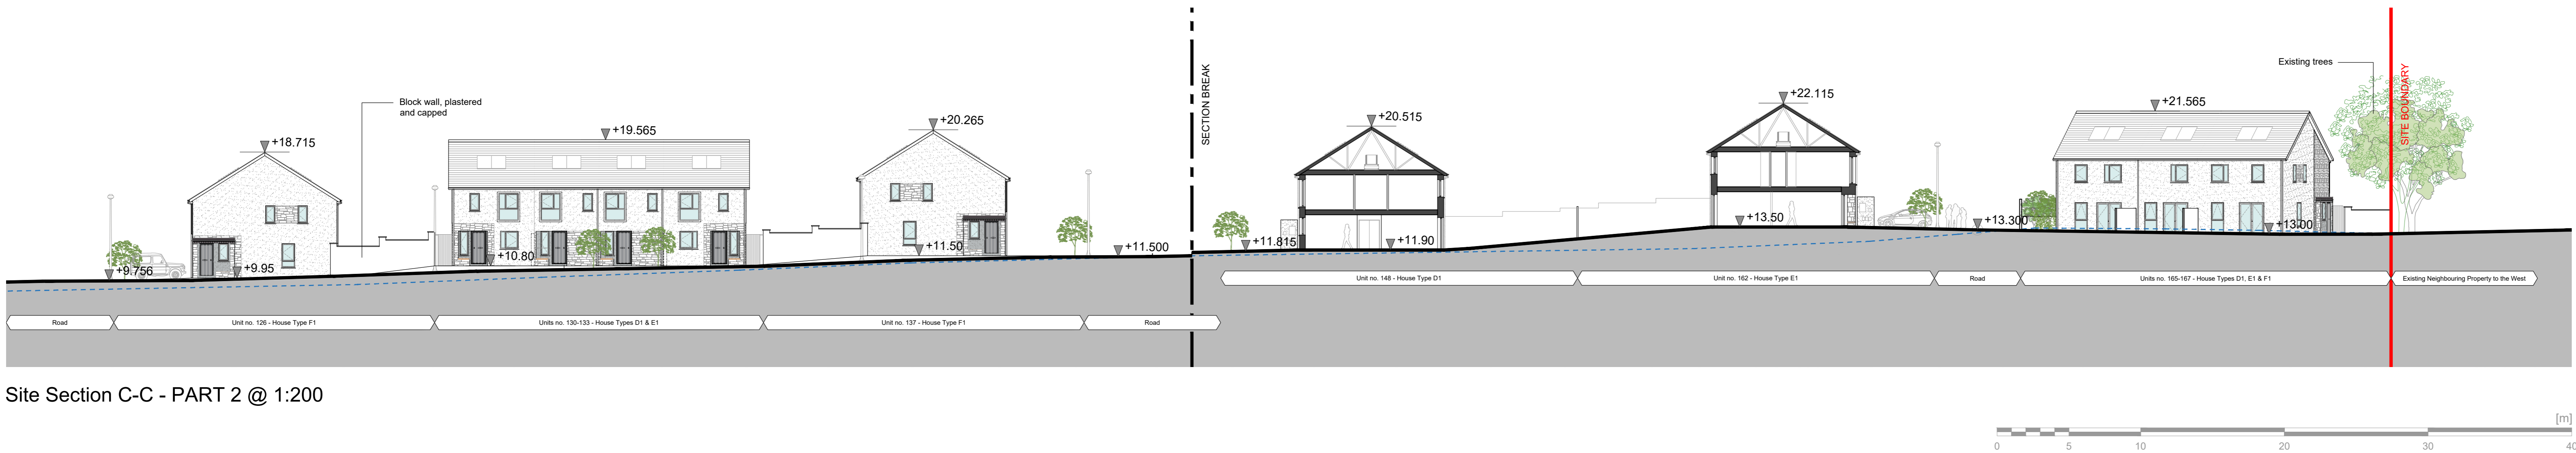 Block wall, plastered
and capped
+18.715
+19.565
+20.265
SECTION BREAK
+20.515
+22.115
+21.565
Existing trees
SITE BOUNDARY
+9.756
+9.95
+10.80
+11.50
+11.500
+11.815
+11.90
+13.50
+13.300
+13.00
Unit no. 148 - House Type D1
Unit no. 162 - House Type E1
Road
Units no. 165-167 - House Types D1, E1 & F1
Existing Neighbouring Property to the West
Road
Unit no. 126 - House Type F1
Units no. 130-133 - House Types D1 & E1
Unit no. 137 - House Type F1
Road
Site Section C-C - PART 2 @ 1:200
[m]
0 5 10 20 30 40